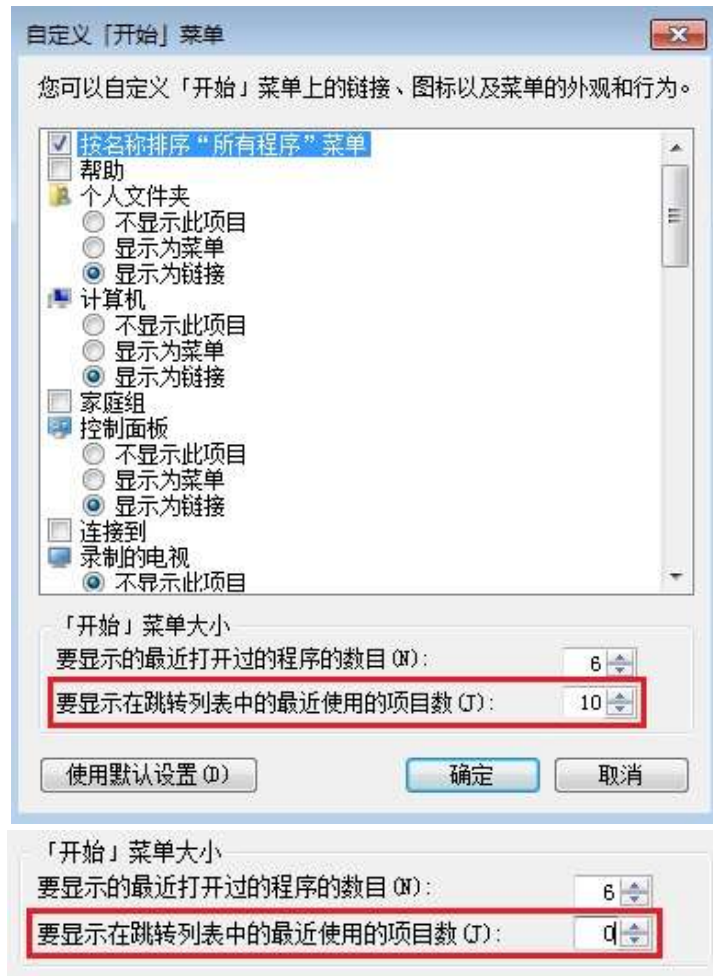 自定义「开始」菜单
您可以自定义「开始」菜单上的链接、图标以及菜单的外观和行为。
按名称排序“所有程序”菜单
帮助
个人文件夹
不显示此项目
显示为菜单
显示为链接
计算机
不显示此项目
显示为菜单
显示为链接
家庭组
控制面板
不显示此项目
显示为菜单
显示为链接
连接到
录制的电视
不显示此项目
「开始」菜单大小
要显示的最近打开过的程序的数目(N): 6
要显示在跳转列表中的最近使用的项目数(J): 10
使用默认设置(D) 确定 取消
「开始」菜单大小
要显示的最近打开过的程序的数目(N): 6
要显示在跳转列表中的最近使用的项目数(J): 0